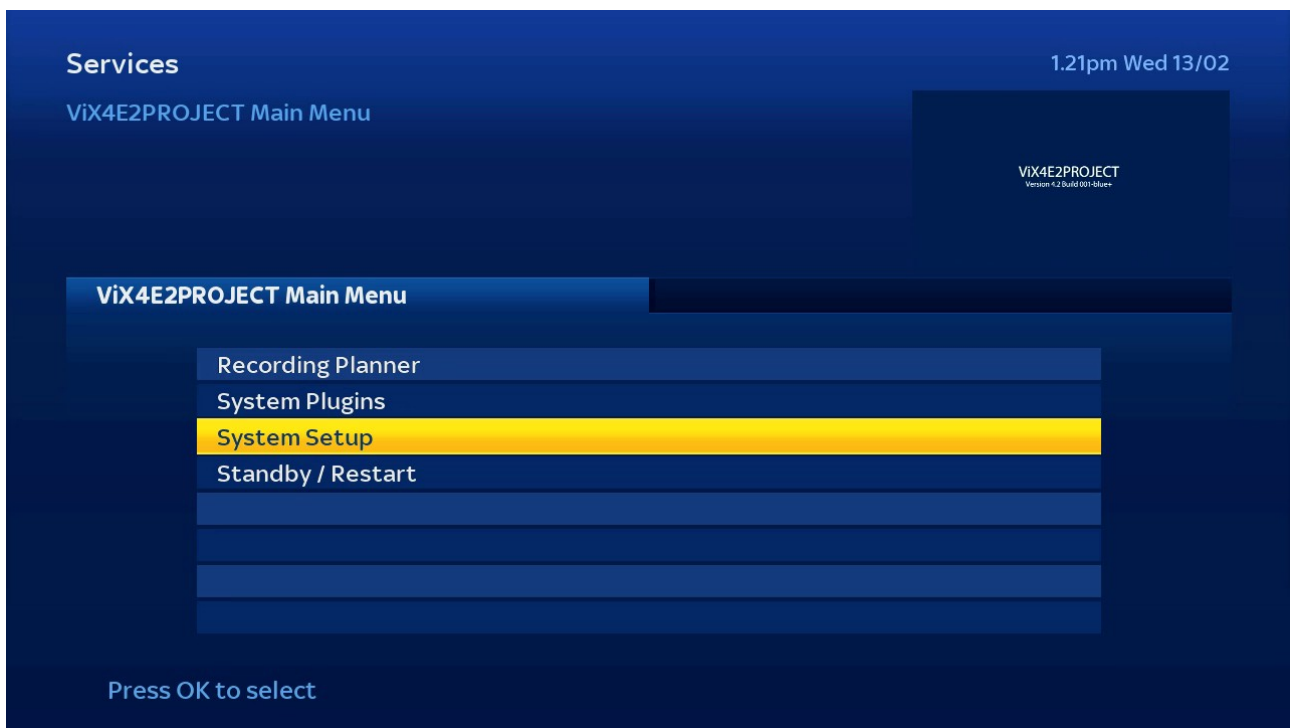 Services
1.21pm Wed 13/02
ViX4E2PROJECT Main Menu
ViX4E2PROJECT
Version 4.2 Build 001-blue+
ViX4E2PROJECT Main Menu
Recording Planner
System Plugins
System Setup
Standby / Restart
Press OK to select